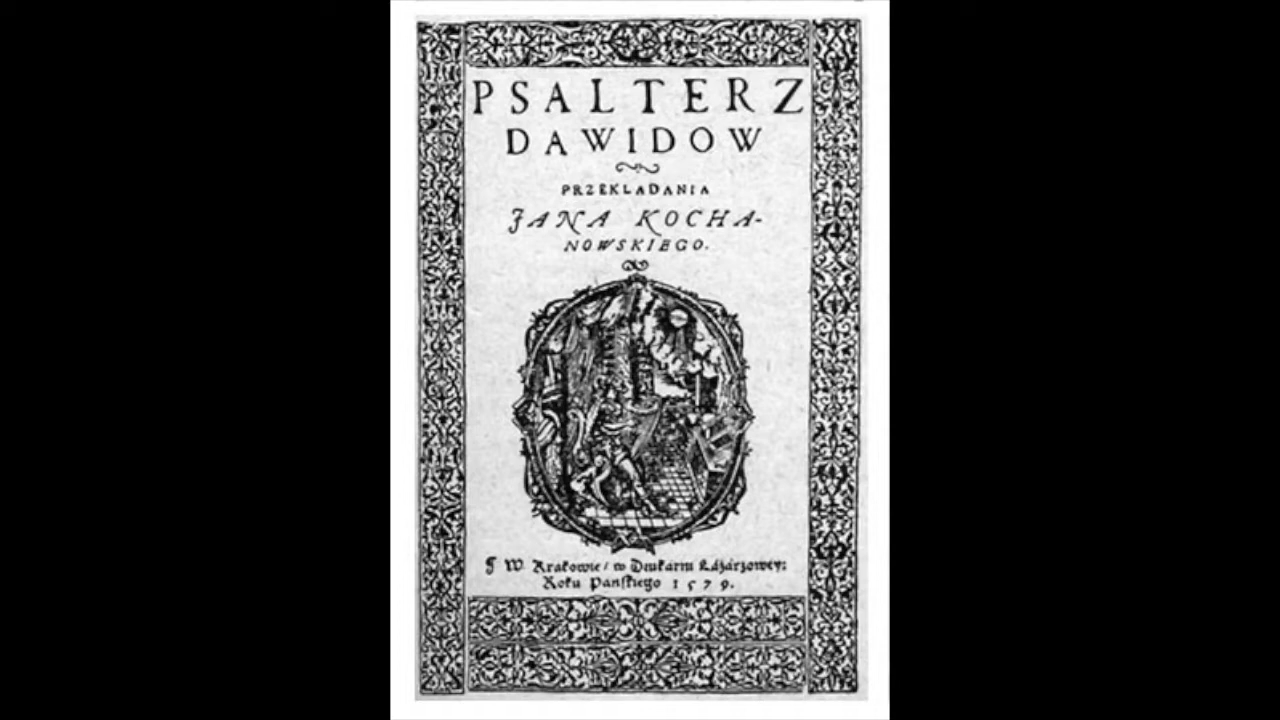 PSALTERZ
DAWIDOW
PRZEKLADANIA
JANA KOCHA-
NOWSKIEGO.
¶ W Krakowie / w Drukarni Łázárzowey:
Roku Pańskiego 1579.